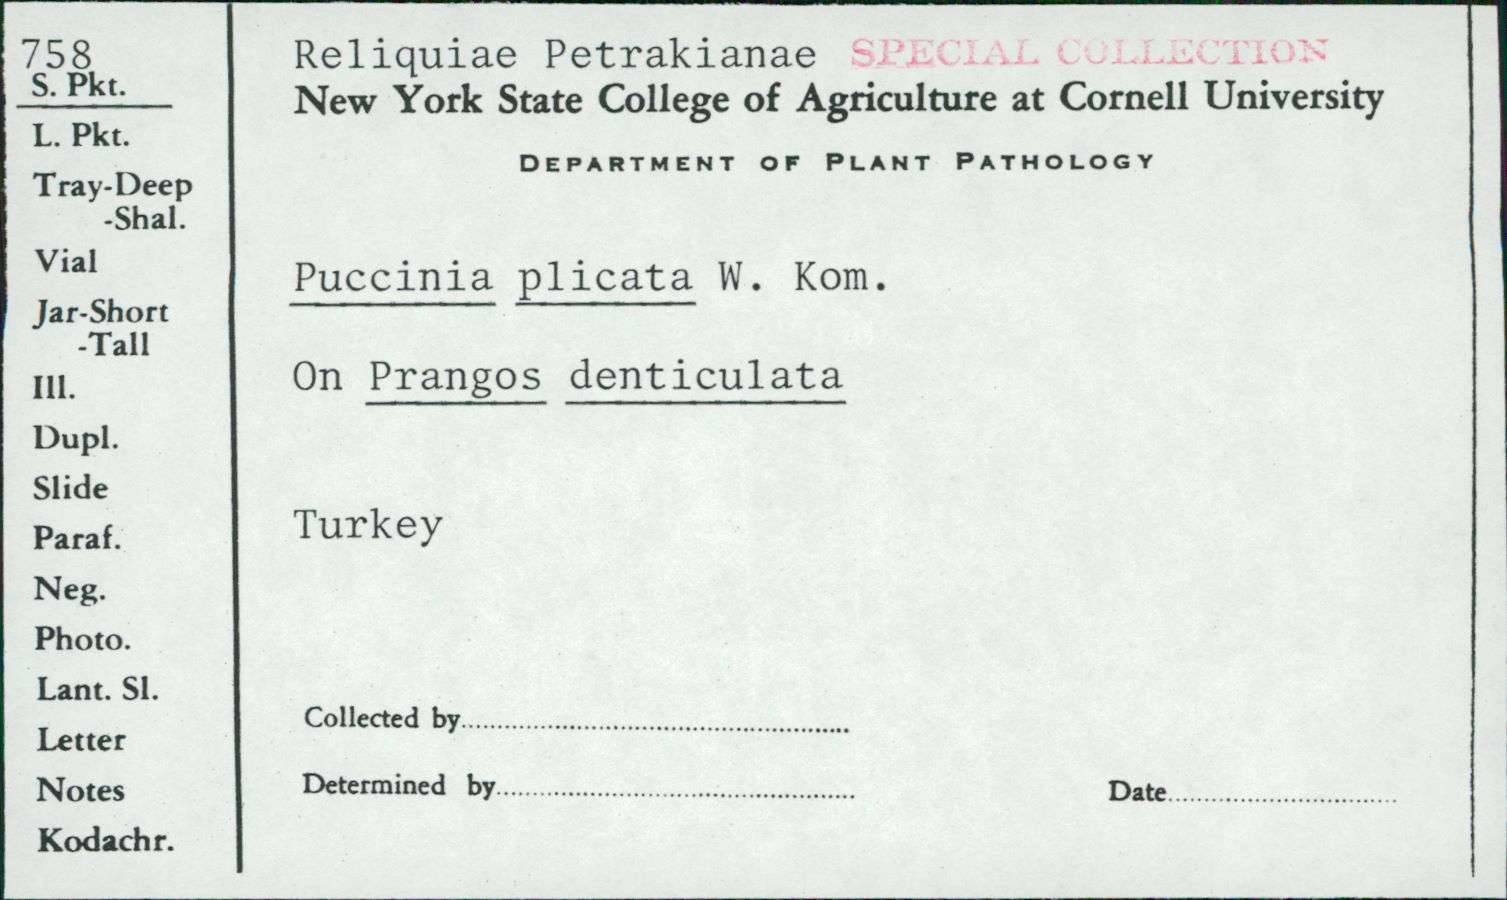 758
S. Pkt.
L. Pkt.
Tray-Deep
-Shal.
Vial
Jar-Short
-Tall
Ill.
Dupl.
Slide
Paraf.
Neg.
Photo.
Lant. Sl.
Letter
Notes
Kodachr.
Reliquiae Petrakianae SPECIAL COLLECTION
New York State College of Agriculture at Cornell University
DEPARTMENT OF PLANT PATHOLOGY
Puccinia plicata W. Kom.
On Prangos denticulata
Turkey
Collected by
Determined by
Date